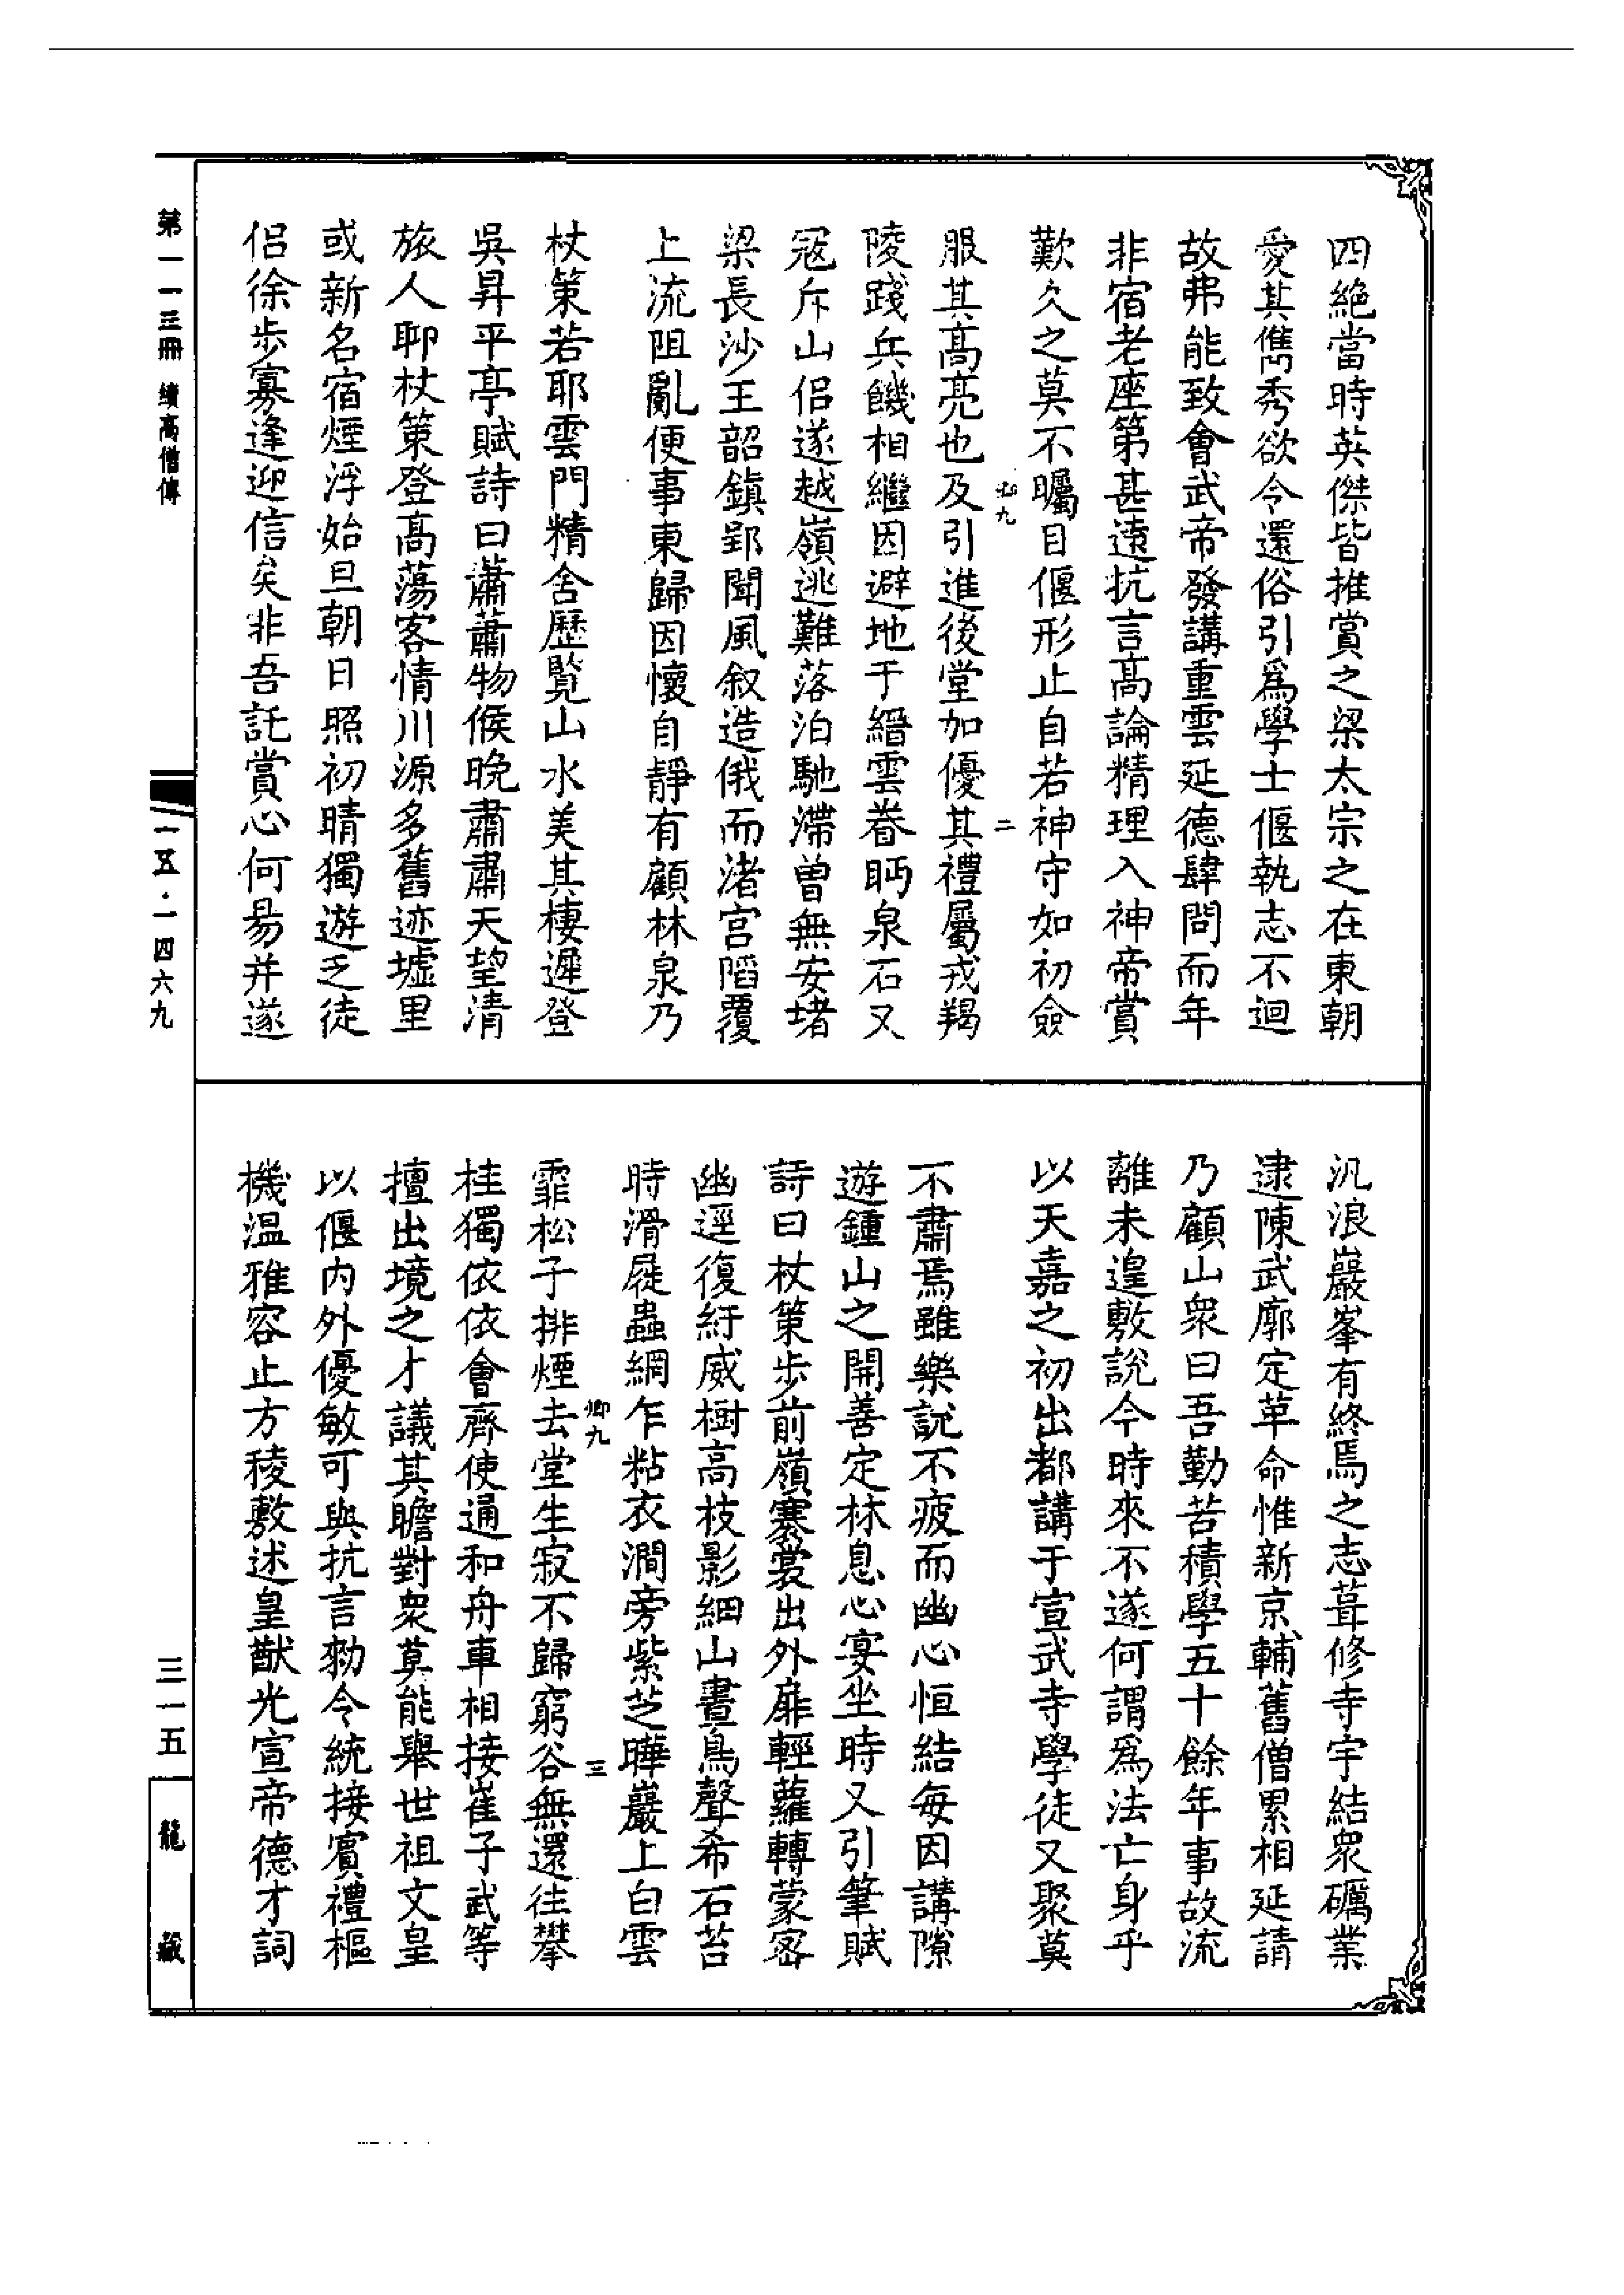 四絶當時英傑皆推賞之梁太宗之在東朝
愛其儁秀欲令還俗引爲學士偃執志不迴
故弗能致會武帝發講重雲延德肆問而年
非宿老座第甚遠抗言高論精理入神帝賞
歎久之莫不矚目偃形止自若神守如初僉
卿九 二
服其高亮也及引進後堂加優其禮屬戎羯
陵踐兵饑相繼因避地于縉雲眷眄泉石又
冦斥山侣遂越嶺逃難落泊馳滯曾無安堵
梁長沙王韶鎮郢聞風叙造俄而渚宫陷覆
上流阻亂便事東歸因懷自靜有顧林泉乃
杖策若耶雲門精舍歷覽山水美其棲遲登
吳昇平亭賦詩曰蕭蕭物候晚肅肅天望清
旅人聊杖策登高蕩客情川源多舊迹墟里
或新名宿煙浮始旦朝日照初晴獨遊乏徒
侣徐步寡逢迎信矣非吾託賞心何易并遂
汎浪巖峯有終焉之志葺修寺宇結衆礪業
逮陳武廓定革命惟新京輔舊僧累相延請
乃顧山衆曰吾勤苦積學五十餘年事故流
離未遑敷說今時來不遂何謂爲法亡身乎
以天嘉之初出都講于宣武寺學徒又聚莫
不肅焉雖樂說不疲而幽心恒結每因講隙
遊鍾山之開善定林息心宴坐時又引筆賦
詩曰杖策步前嶺褰裳出外扉輕蘿轉蒙密
幽逕復紆威樹高枝影細山晝鳥聲希石苔
時滑屣蟲網乍粘衣澗旁紫芝曄巖上白雲
卿九 三
霏松子排煙去堂生寂不歸窮谷無還往攀
桂獨依依會齊使通和舟車相接崔子武等
擅出境之才議其瞻對衆莫能舉世祖文皇
以偃内外優敏可與抗言勑令統接賓禮樞
機溫雅容止方稜敷述皇猷光宣帝德才詞
第一一三冊 續高僧傳
一五·一四六九
三一五
龍藏